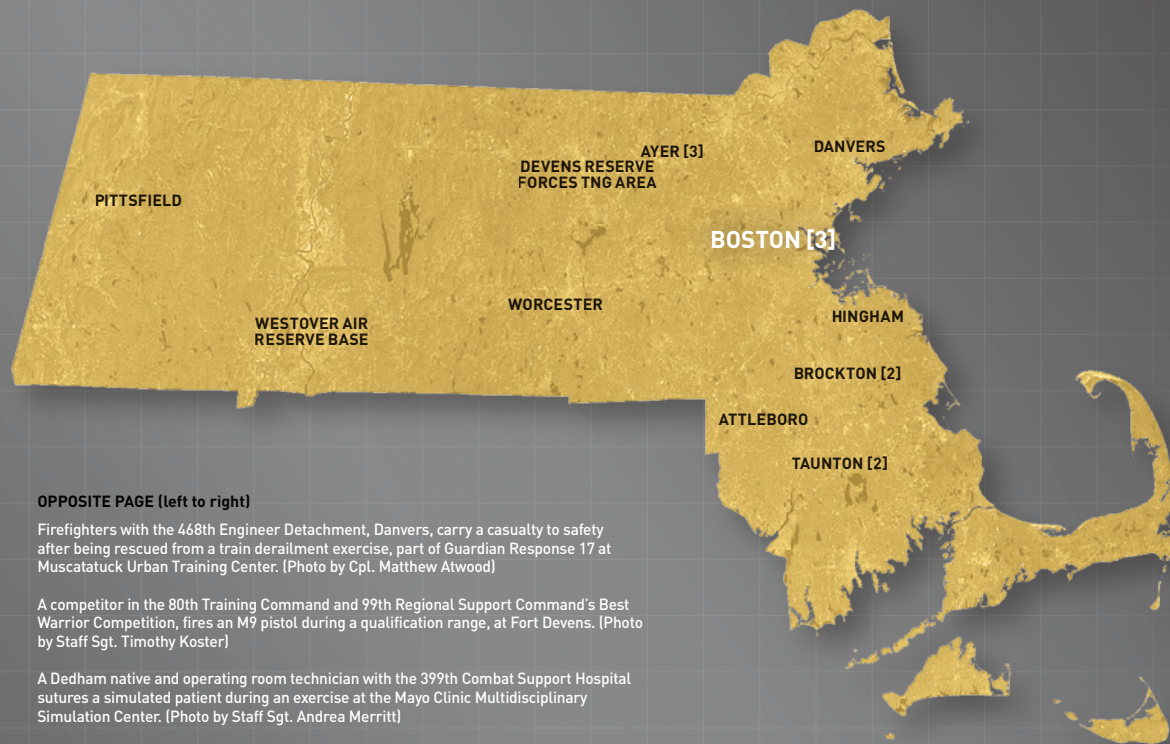 AYER [3]
DANVERS
DEVENS RESERVE
FORCES TNG AREA
PITTSFIELD
BOSTON [3]
WORCESTER
HINGHAM
WESTOVER AIR
RESERVE BASE
BROCKTON [2]
ATTLEBORO
TAUNTON [2]
OPPOSITE PAGE (left to right)
Firefighters with the 468th Engineer Detachment, Danvers, carry a casualty to safety
after being rescued from a train derailment exercise, part of Guardian Response 17 at
Muscatatuck Urban Training Center. (Photo by Cpl. Matthew Atwood)
A competitor in the 80th Training Command and 99th Regional Support Command's Best
Warrior Competition, fires an M9 pistol during a qualification range, at Fort Devens. (Photo
by Staff Sgt. Timothy Koster)
A Dedham native and operating room technician with the 399th Combat Support Hospital
sutures a simulated patient during an exercise at the Mayo Clinic Multidisciplinary
Simulation Center. (Photo by Staff Sgt. Andrea Merritt)